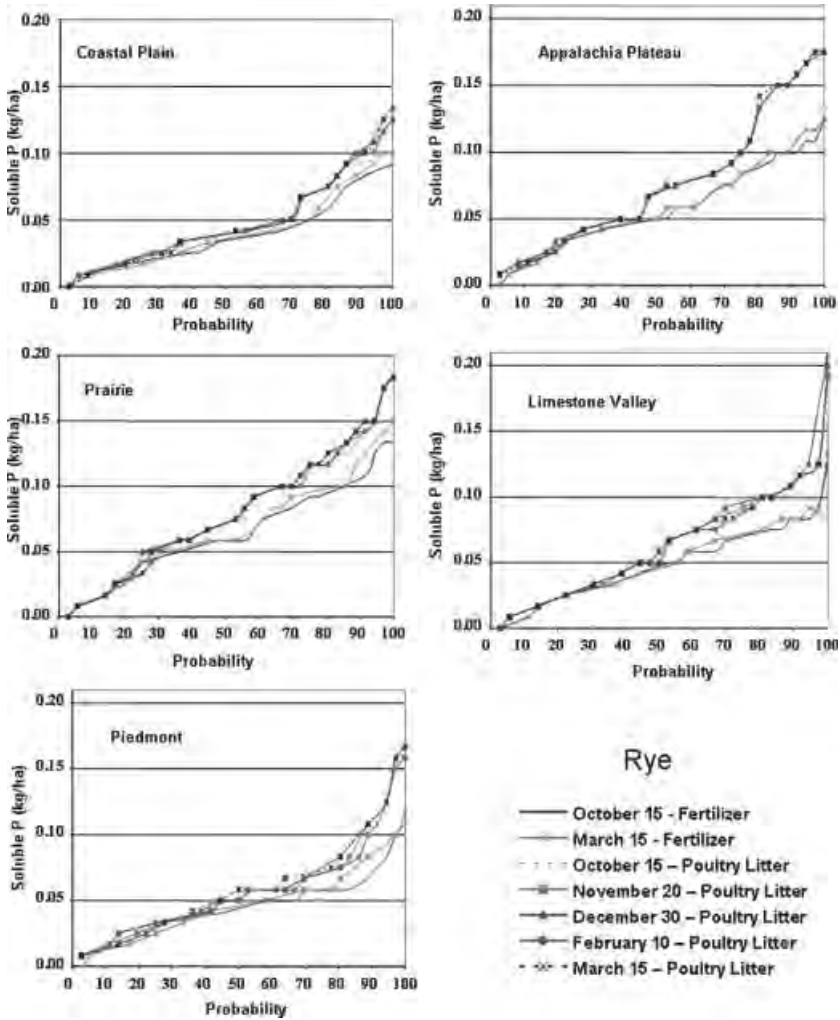 Coastal Plain
Soluble P (kg/ha)
0.20
0.15
0.10
0.05
0.00
0 10 20 30 40 50 60 70 80 90 100
Probability
Appalachia Plateau
Soluble P (kg/ha)
0.20
0.15
0.10
0.05
0.00
0 10 20 30 40 50 60 70 80 90 100
Probability
Prairie
Soluble P (kg/ha)
0.20
0.15
0.10
0.05
0.00
0 10 20 30 40 50 60 70 80 90 100
Probability
Limestone Valley
Soluble P (kg/ha)
0.20
0.15
0.10
0.05
0.00
0 10 20 30 40 50 60 70 80 90 100
Probability
Piedmont
Soluble P (kg/ha)
0.20
0.15
0.10
0.05
0.00
0 10 20 30 40 50 60 70 80 90 100
Probability
Rye
October 15 - Fertilizer
March 15 - Fertilizer
October 15 – Poultry Litter
November 20 – Poultry Litter
December 30 – Poultry Litter
February 10 – Poultry Litter
March 15 – Poultry Litter